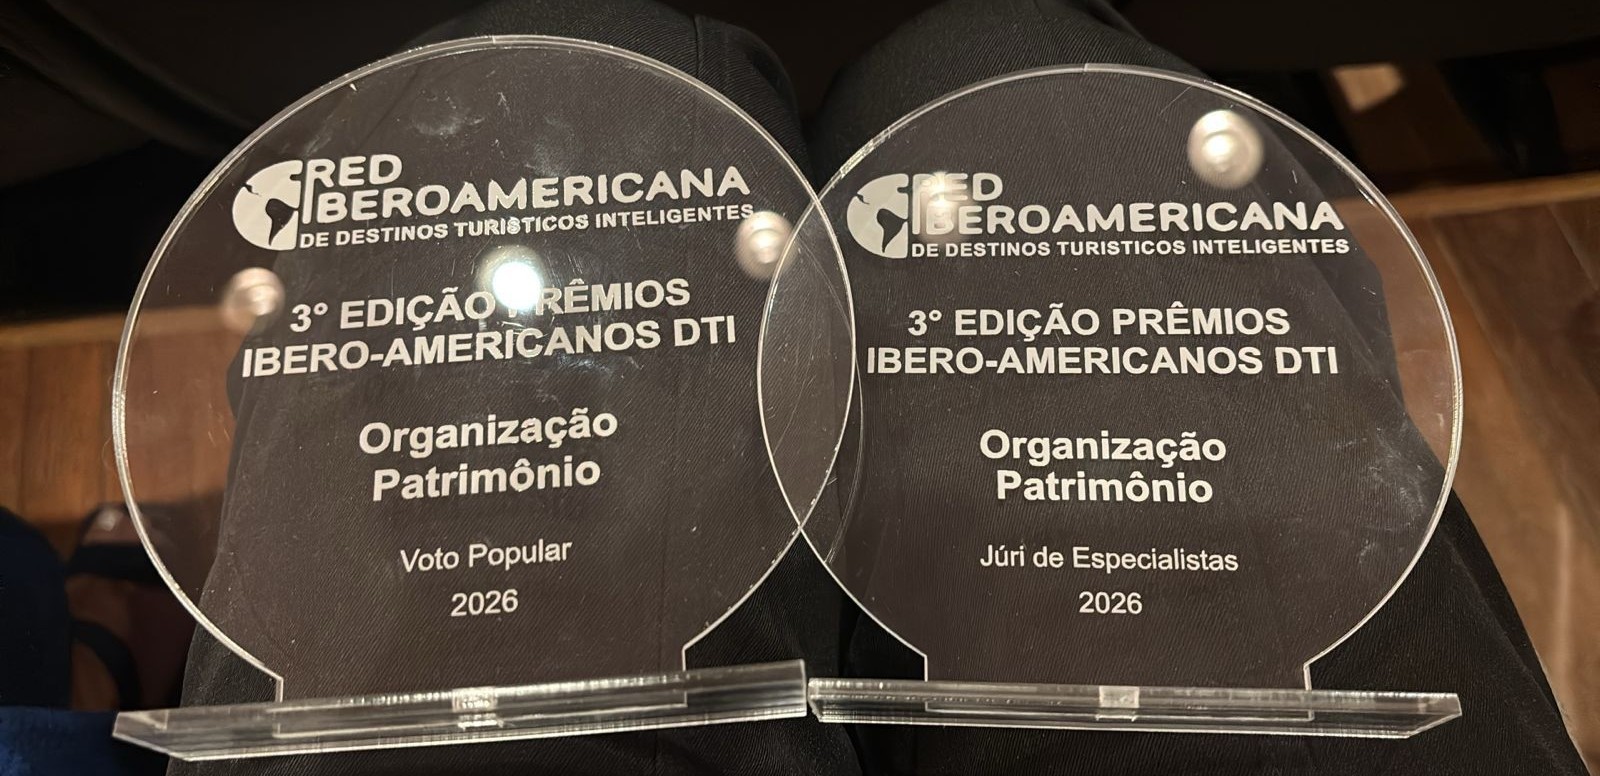 RED
IBEROAMERICANA
DE DESTINOS TURISTICOS INTELIGENTES
3° EDIÇÃO PRÊMIOS
IBERO-AMERICANOS DTI
Organização
Patrimônio
Voto Popular
2026
RED
IBEROAMERICANA
DE DESTINOS TURISTICOS INTELIGENTES
3° EDIÇÃO PRÊMIOS
IBERO-AMERICANOS DTI
Organização
Patrimônio
Júri de Especialistas
2026